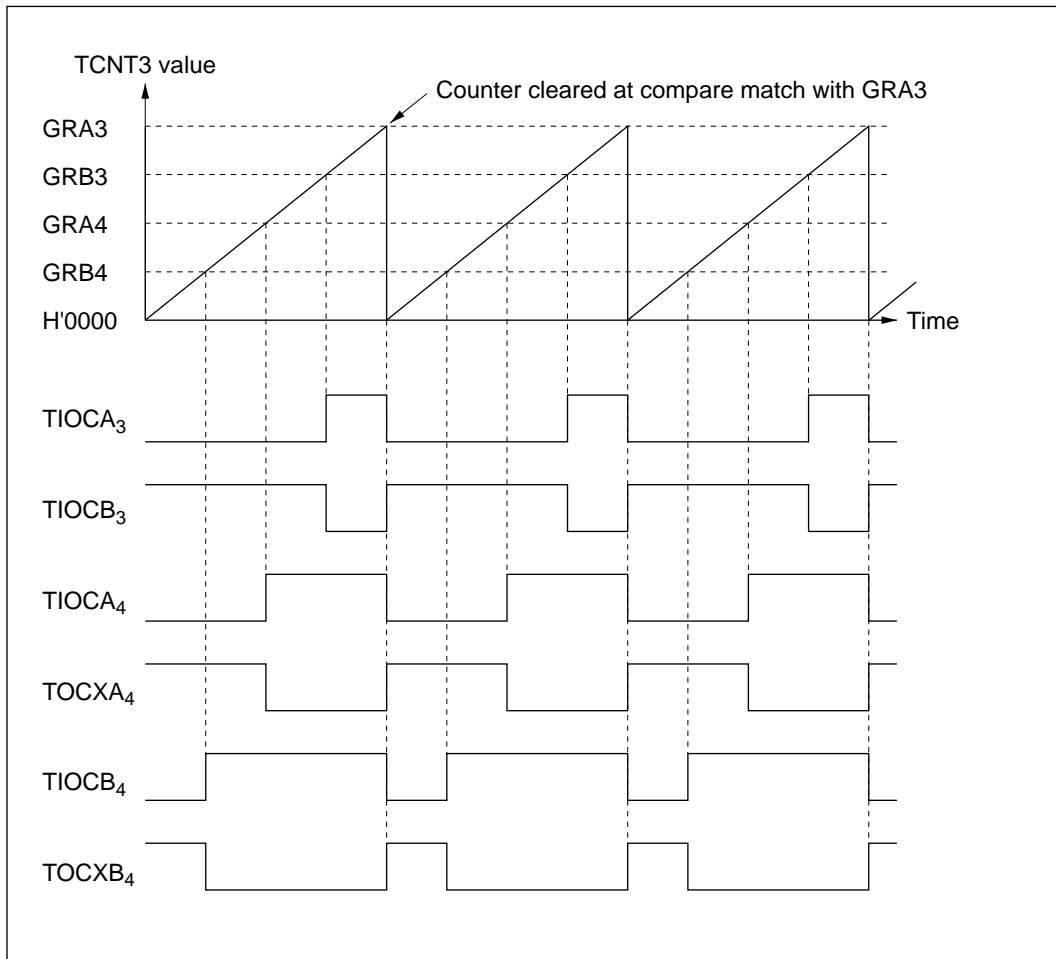 TCNT3 value
Counter cleared at compare match with GRA3
GRA3
GRB3
GRA4
GRB4
H'0000
Time
TIOCA₃
TIOCB₃
TIOCA₄
TOCXA₄
TIOCB₄
TOCXB₄